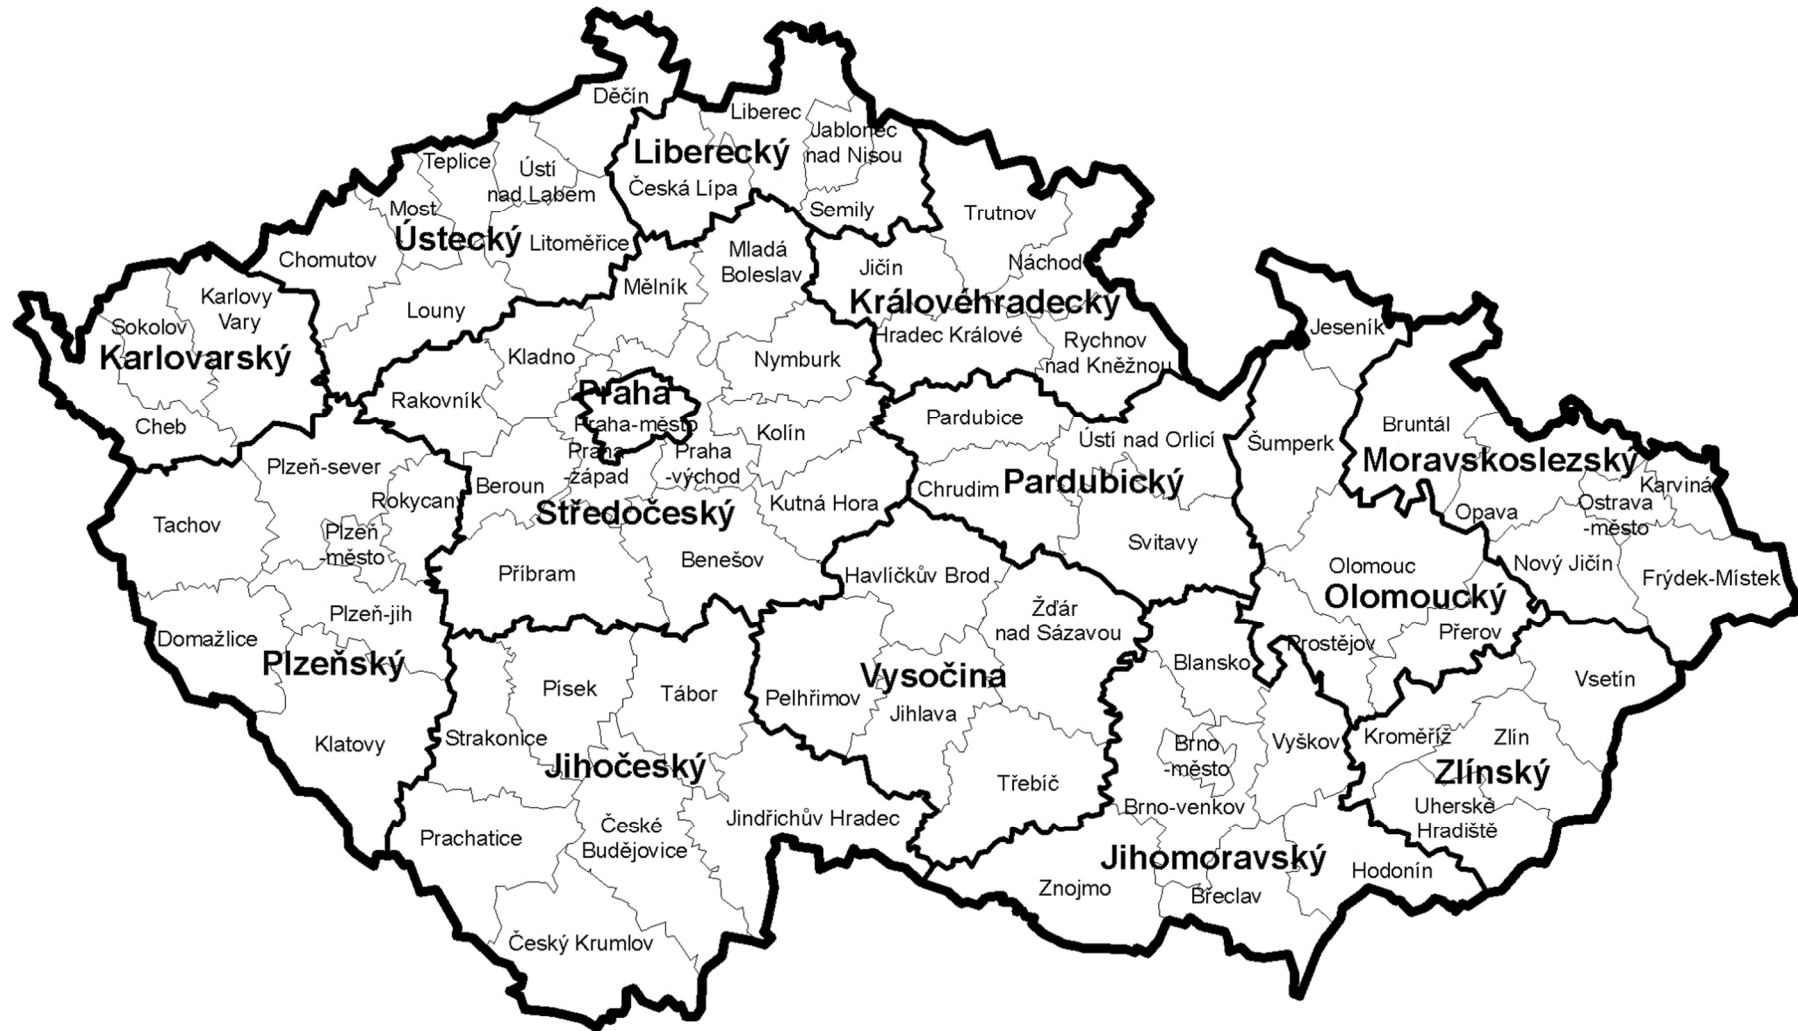 Děčín
Liberec
Jablonec
nad Nisou
Liberecký
Teplice
Ústí
nad Labem
Česká Lípa
Most
Semily
Trutnov
Ústecký
Litoměřice
Chomutov
Mladá
Boleslav
Jičín
Náchod
Mělník
Karlovy
Vary
Louny
Královéhradecký
Sokolov
Jeseník
Karlovarský
Kladno
Nymburk
Hradec Králové
Rychnov
nad Kněžnou
Praha
Rakovník
Cheb
Praha-město
Kolín
Pardubice
Bruntál
Ústí nad Orlicí
Šumperk
Praha
-západ
Praha
-východ
Plzeň-sever
Moravskoslezský
Rokycany
Beroun
Pardubický
Chrudim
Karviná
Středočeský
Kutná Hora
Opava
Ostrava
-město
Tachov
Plzeň
-město
Svitavy
Příbram
Benešov
Havlíčkův Brod
Olomouc
Nový Jičín
Frýdek-Místek
Olomoucký
Plzeň-jih
Žďár
nad Sázavou
Domažlice
Přerov
Prostějov
Plzeňský
Blansko
Vysočina
Vsetín
Písek
Tábor
Pelhřimov
Jihlava
Klatovy
Strakonice
Kroměříž
Zlín
Vyškov
Brno
-město
Jihočeský
Zlínský
Třebíč
Brno-venkov
Uherské
Hradiště
Jindřichův Hradec
České
Budějovice
Prachatice
Jihomoravský
Hodonín
Znojmo
Břeclav
Český Krumlov